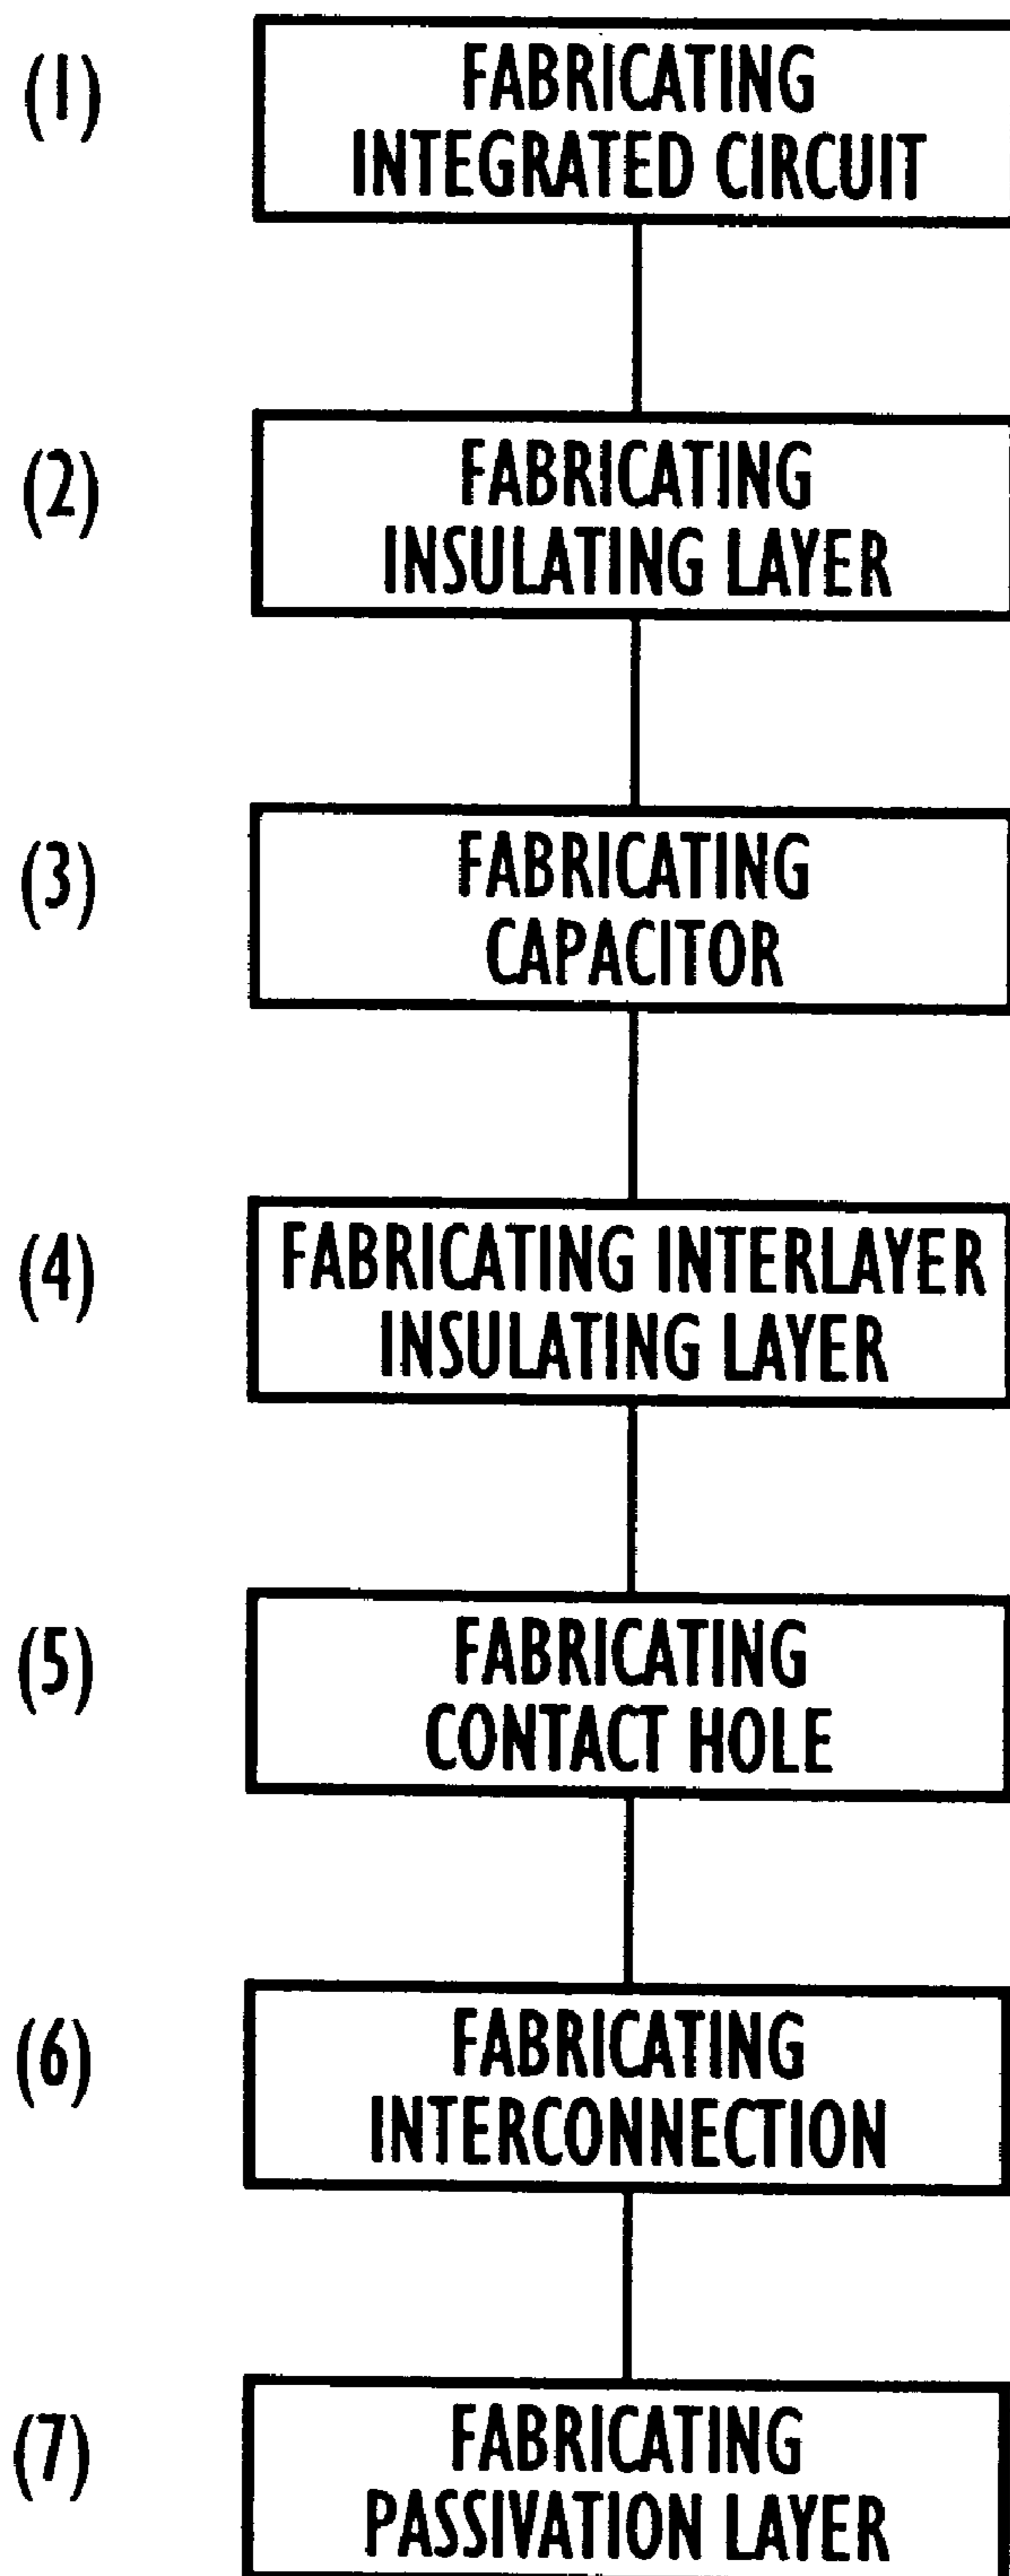 (1)
FABRICATING
INTEGRATED CIRCUIT
(2)
FABRICATING
INSULATING LAYER
(3)
FABRICATING
CAPACITOR
(4)
FABRICATING INTERLAYER
INSULATING LAYER
(5)
FABRICATING
CONTACT HOLE
(6)
FABRICATING
INTERCONNECTION
(7)
FABRICATING
PASSIVATION LAYER